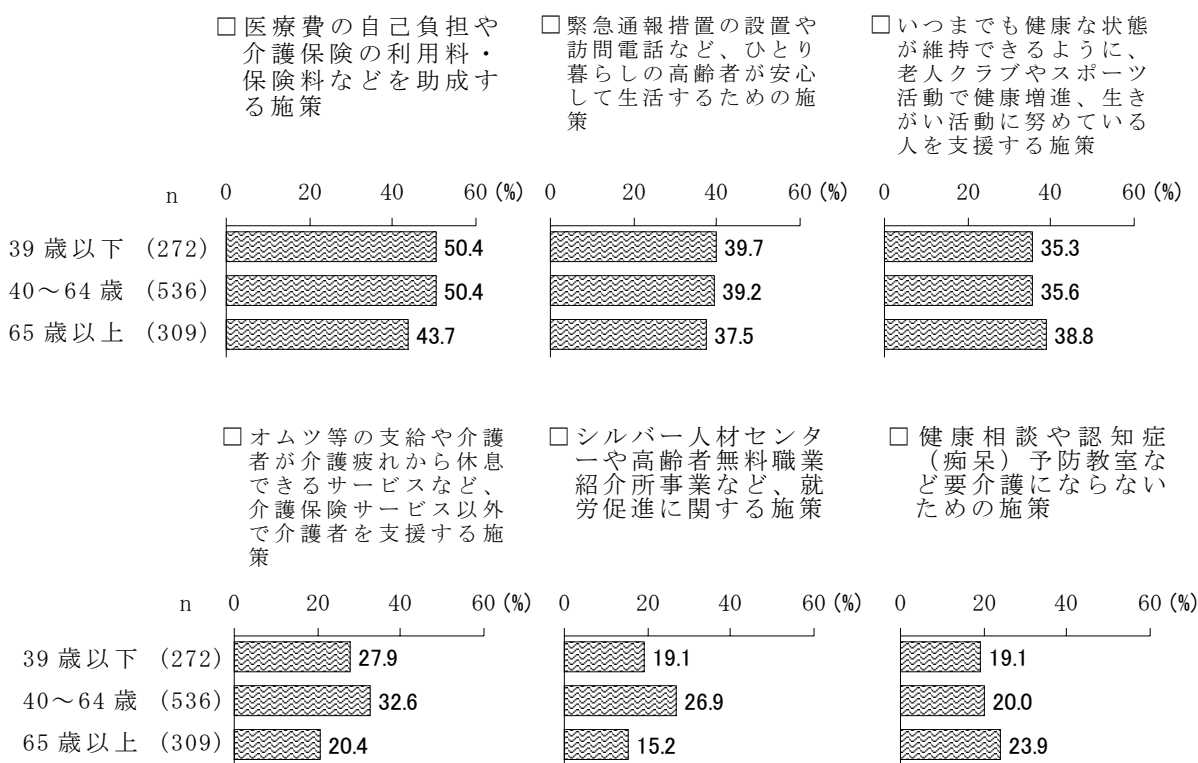 □ 医療費の自己負担や
介護保険の利用料・
保険料などを助成す
る施策
□ 緊急通報措置の設置や
訪問電話など、ひとり
暮らしの高齢者が安心
して生活するための施
策
□ いつまでも健康な状態
が維持できるように、
老人クラブやスポーツ
活動で健康増進、生き
がい活動に努めている
人を支援する施策
n 0 20 40 60 (%) 0 20 40 60 (%) 0 20 40 60 (%)
39 歳以下 (272) 50.4 39.7 35.3
40～64 歳 (536) 50.4 39.2 35.6
65 歳以上 (309) 43.7 37.5 38.8
□ オムツ等の支給や介護
者が介護疲れから休息
できるサービスなど、
介護保険サービス以外
で介護者を支援する施
策
□ シルバー人材センタ
ーや高齢者無料職業
紹介所事業など、就
労促進に関する施策
□ 健康相談や認知症
（痴呆）予防教室な
ど要介護にならない
ための施策
n 0 20 40 60 (%) 0 20 40 60 (%) 0 20 40 60 (%)
39 歳以下 (272) 27.9 19.1 19.1
40～64 歳 (536) 32.6 26.9 20.0
65 歳以上 (309) 20.4 15.2 23.9